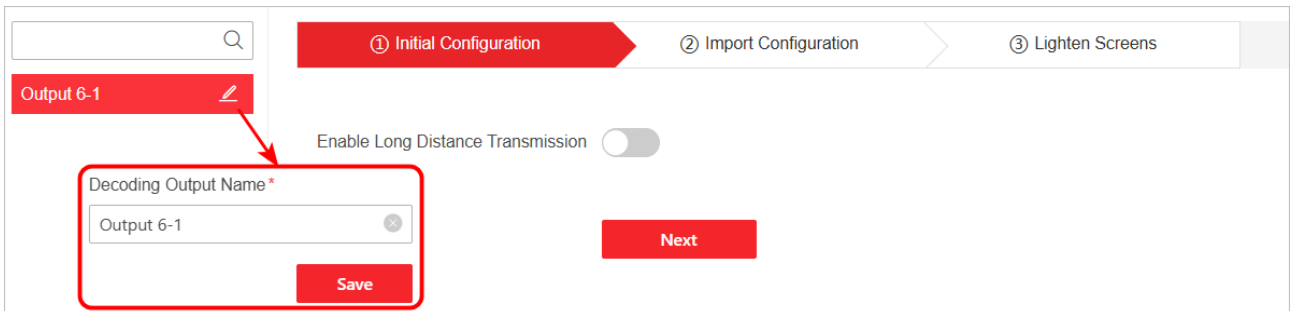 ① Initial Configuration
② Import Configuration
③ Lighten Screens
Output 6-1
Enable Long Distance Transmission
Decoding Output Name*
Output 6-1
Next
Save